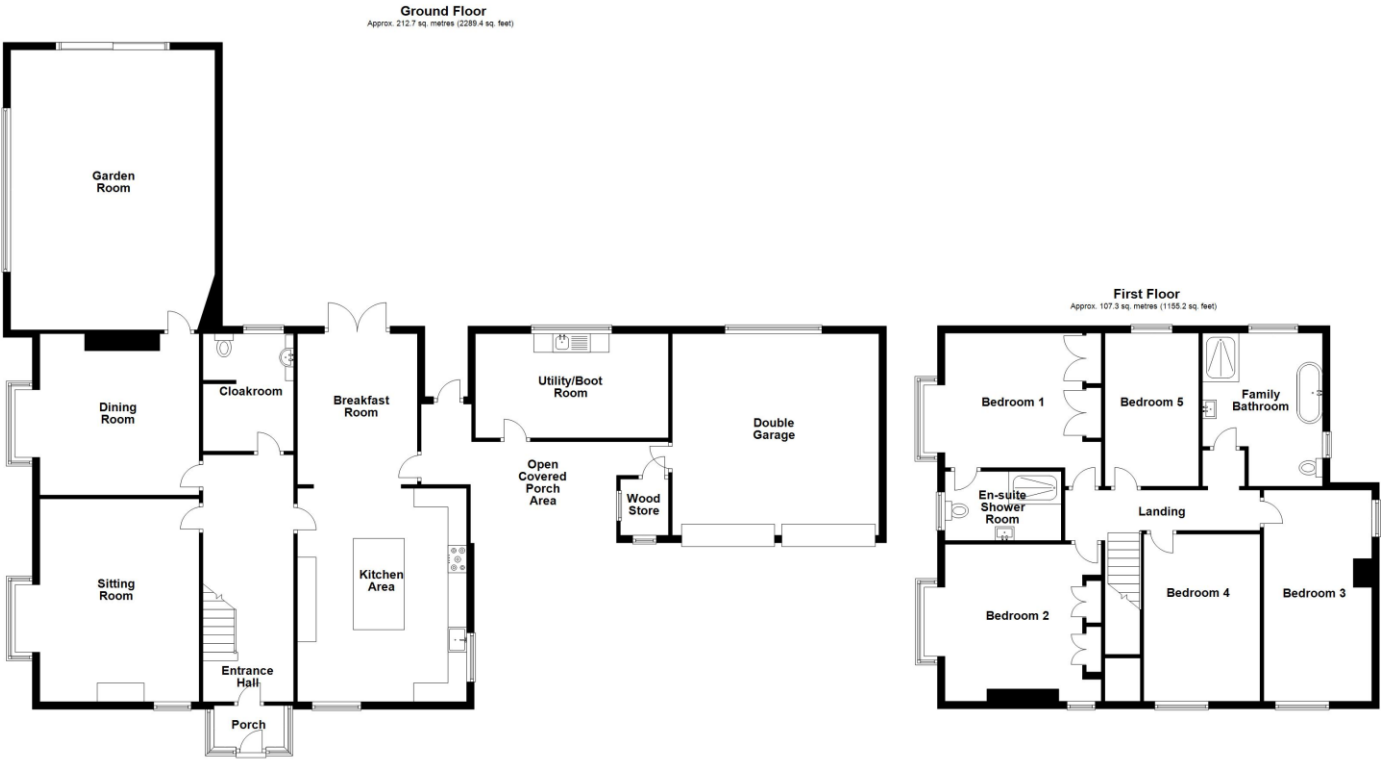 Ground Floor
Approx. 212.7 sq. metres (2289.4 sq. feet)
Garden
Room
Dining
Room
Cloakroom
Breakfast
Room
Utility/Boot
Room
Double
Garage
Open
Covered
Porch
Area
Wood
Store
Sitting
Room
Kitchen
Area
Entrance
Hall
Porch
First Floor
Approx. 107.3 sq. metres (1155.2 sq. feet)
Bedroom 1
Bedroom 5
Family
Bathroom
En-suite
Shower
Room
Landing
Bedroom 2
Bedroom 4
Bedroom 3